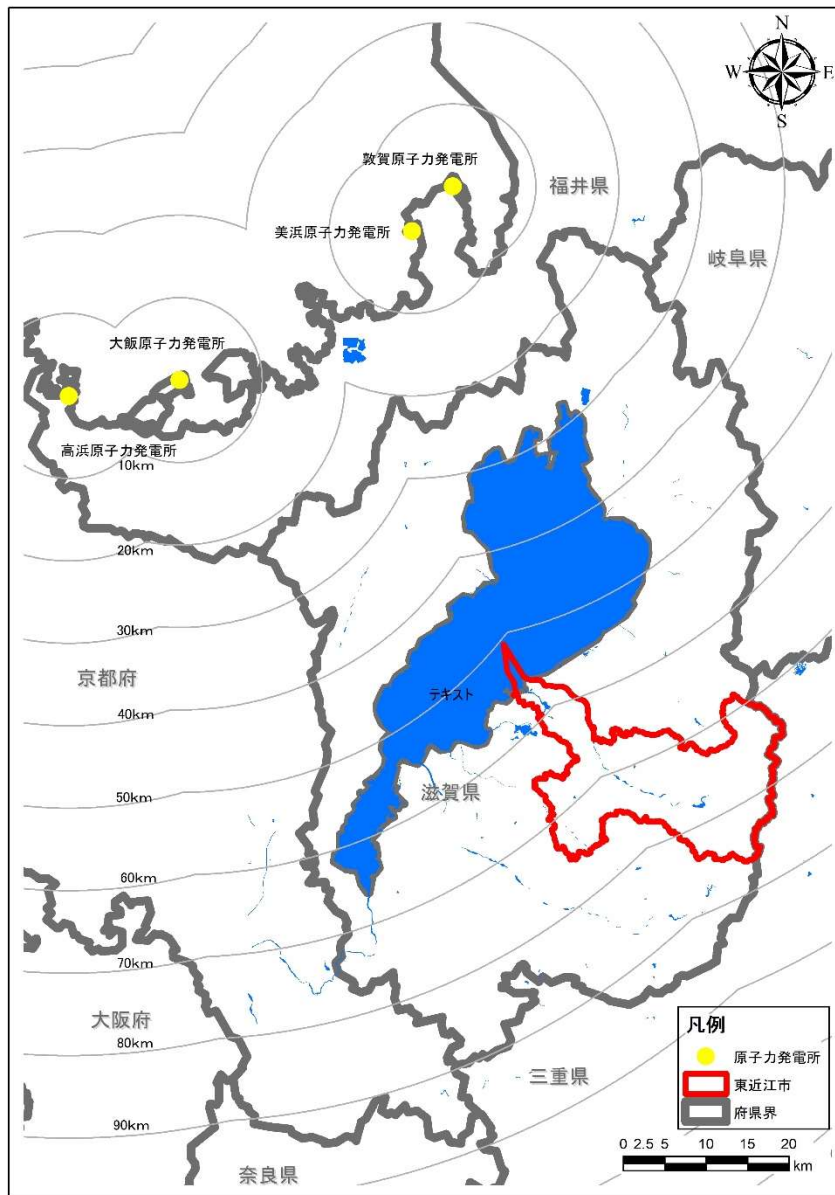 N
W E
S
敦賀原子力発電所
福井県
美浜原子力発電所
岐阜県
大飯原子力発電所
高浜原子力発電所
10km
20km
30km
京都府
テキスト
40km
滋賀県
50km
60km
70km
大阪府
80km
三重県
90km
奈良県
凡例
原子力発電所
東近江市
府県界
0 2.5 5 10 15 20
km